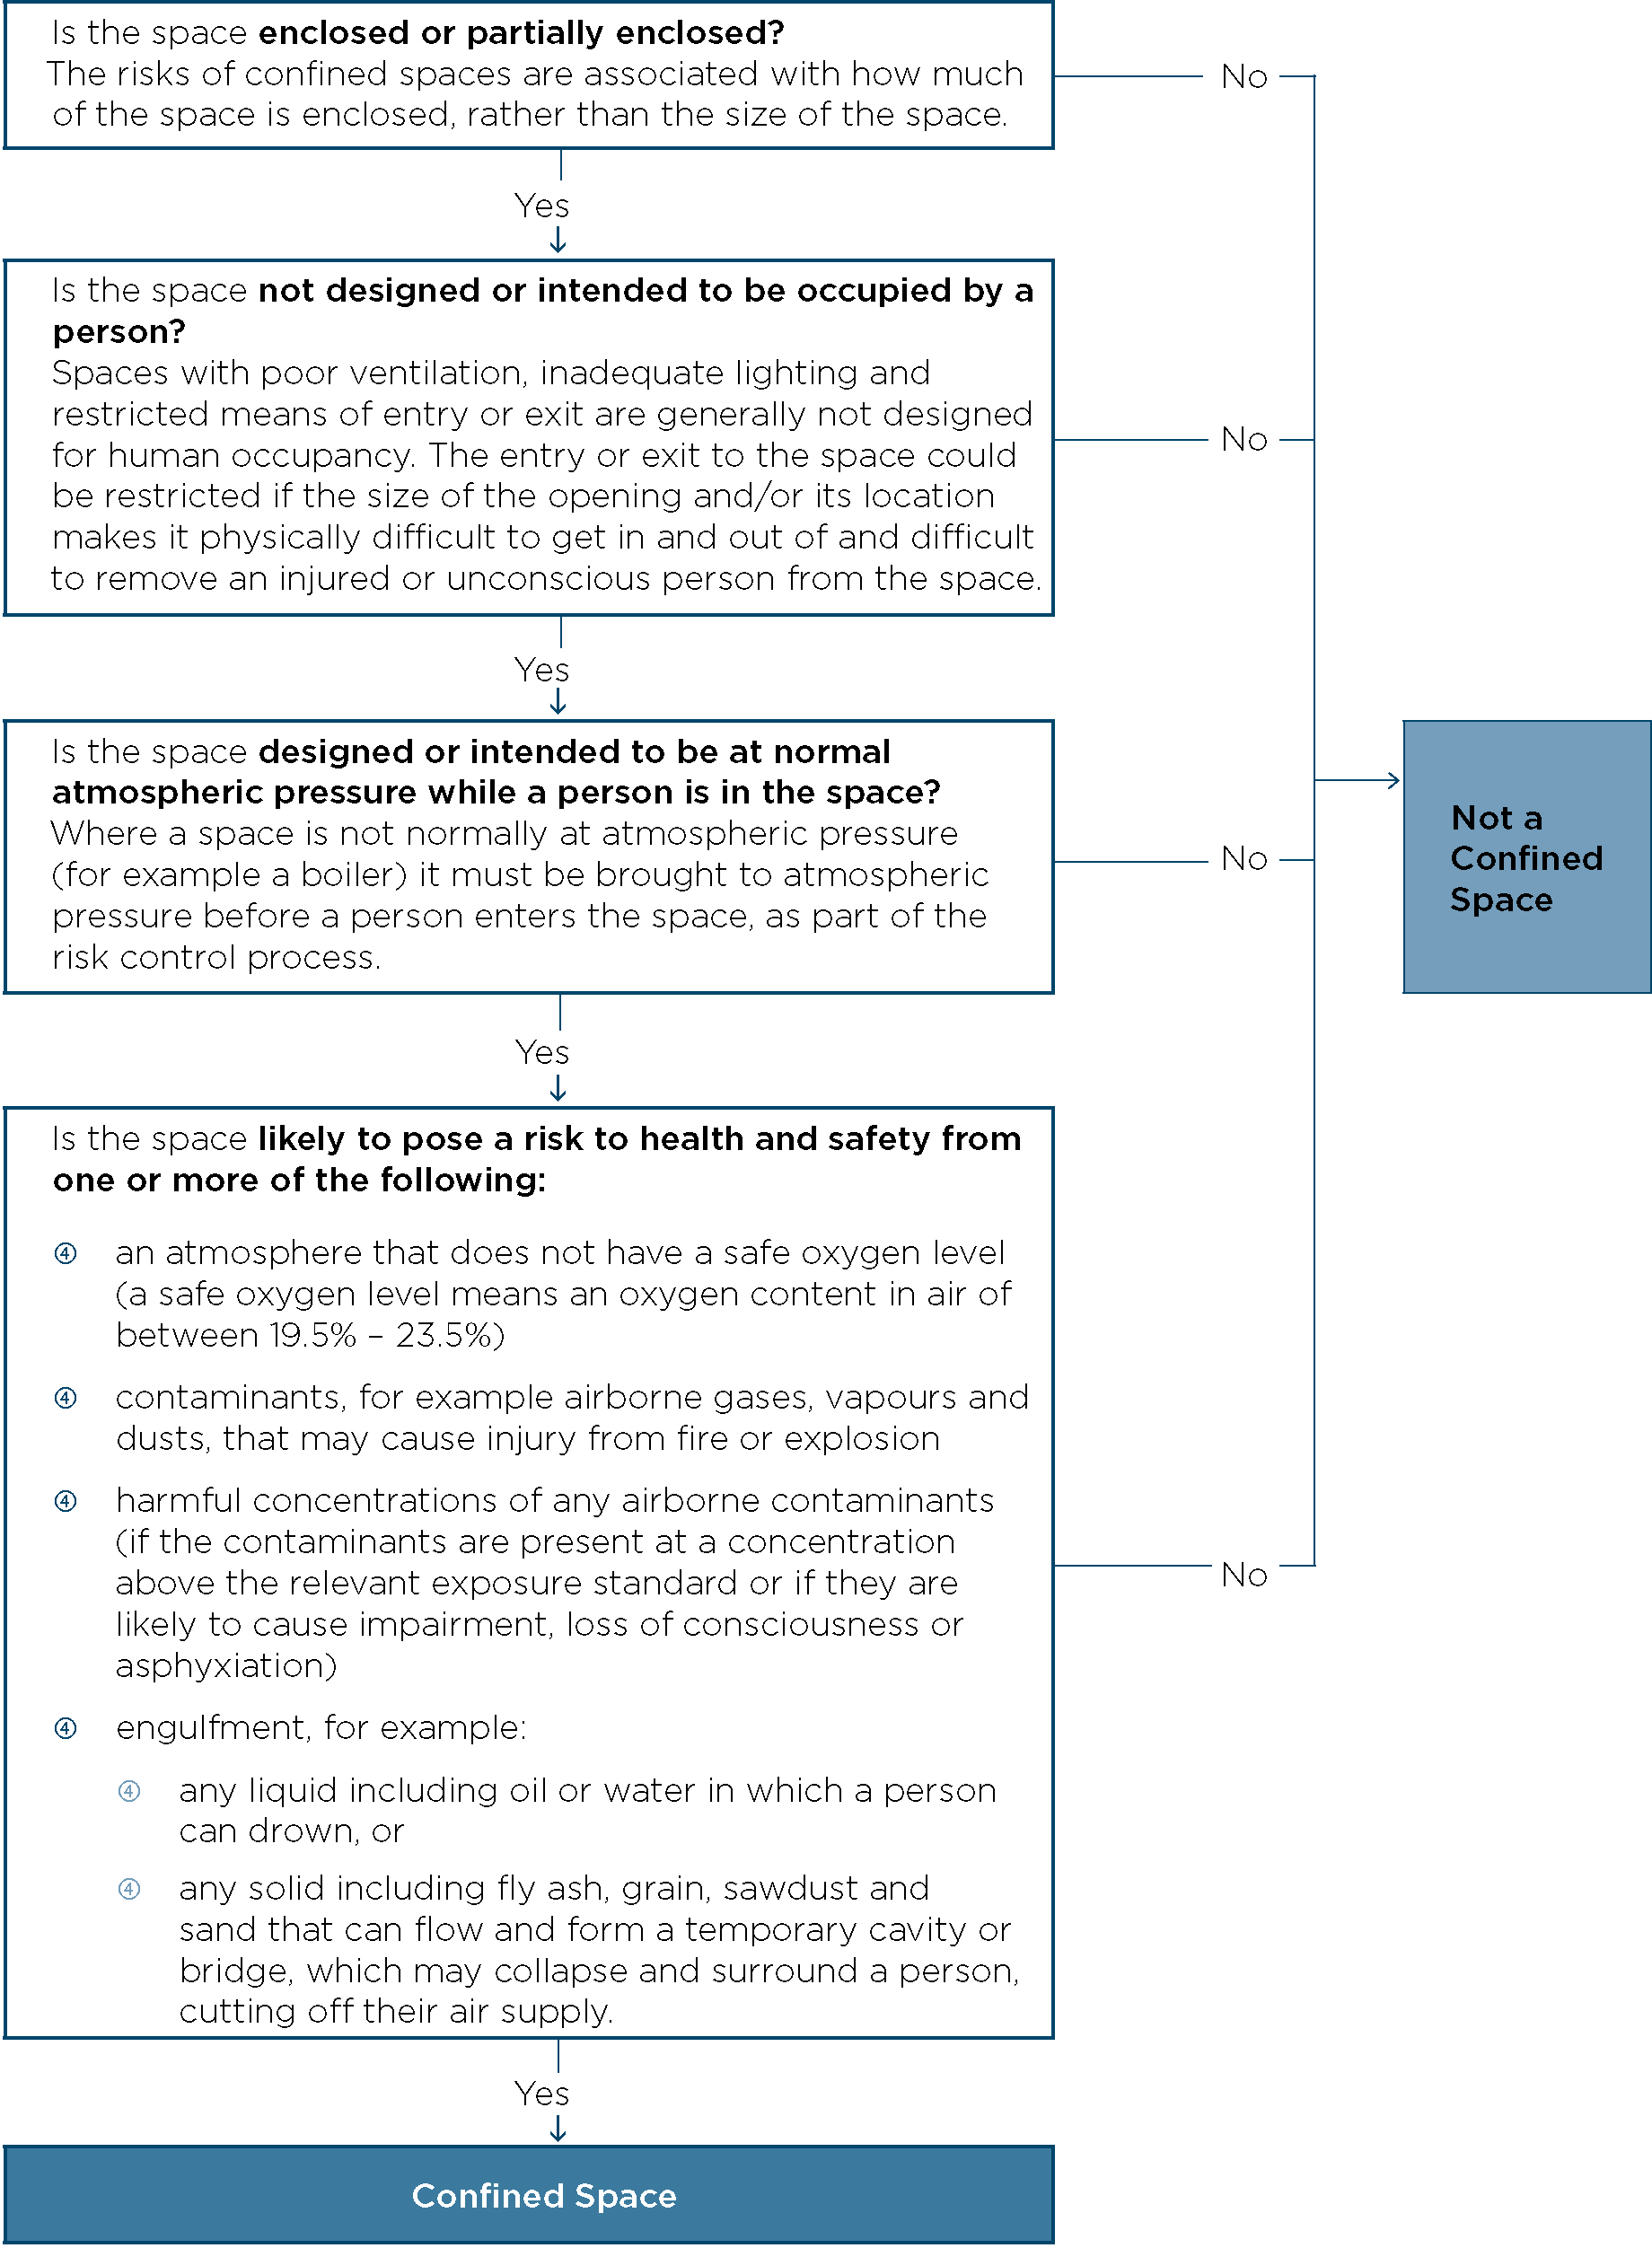 Is the space enclosed or partially enclosed?
The risks of confined spaces are associated with how much
of the space is enclosed, rather than the size of the space.
No
Yes
Is the space not designed or intended to be occupied by a
person?
Spaces with poor ventilation, inadequate lighting and
restricted means of entry or exit are generally not designed
for human occupancy. The entry or exit to the space could
be restricted if the size of the opening and/or its location
makes it physically difficult to get in and out of and difficult
to remove an injured or unconscious person from the space.
No
Yes
Is the space designed or intended to be at normal
atmospheric pressure while a person is in the space?
Where a space is not normally at atmospheric pressure
(for example a boiler) it must be brought to atmospheric
pressure before a person enters the space, as part of the
risk control process.
No
Not a
Confined
Space
Yes
Is the space likely to pose a risk to health and safety from
one or more of the following:
④ an atmosphere that does not have a safe oxygen level
(a safe oxygen level means an oxygen content in air of
between 19.5% – 23.5%)
④ contaminants, for example airborne gases, vapours and
dusts, that may cause injury from fire or explosion
④ harmful concentrations of any airborne contaminants
(if the contaminants are present at a concentration
above the relevant exposure standard or if they are
likely to cause impairment, loss of consciousness or
asphyxiation)
④ engulfment, for example:
④ any liquid including oil or water in which a person
can drown, or
④ any solid including fly ash, grain, sawdust and
sand that can flow and form a temporary cavity or
bridge, which may collapse and surround a person,
cutting off their air supply.
No
Yes
Confined Space